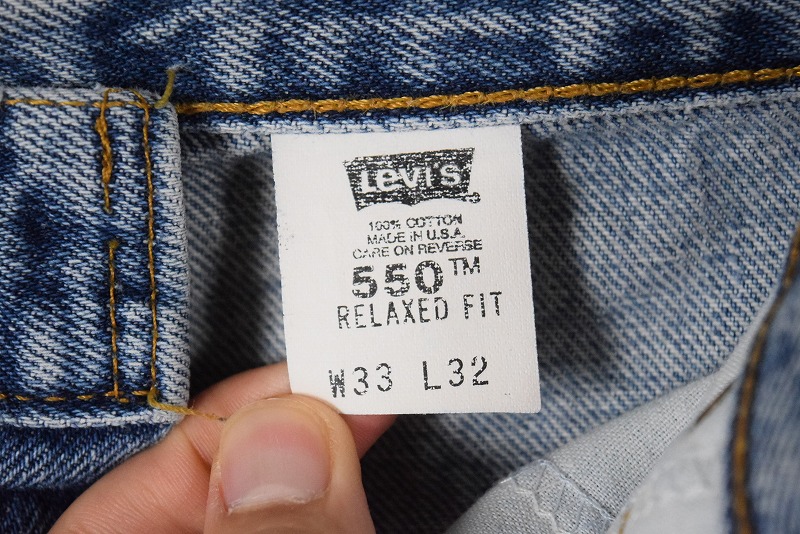 Levi's
100% COTTON
MADE IN U.S.A.
CARE ON REVERSE
550™
RELAXED FIT
W33 L32